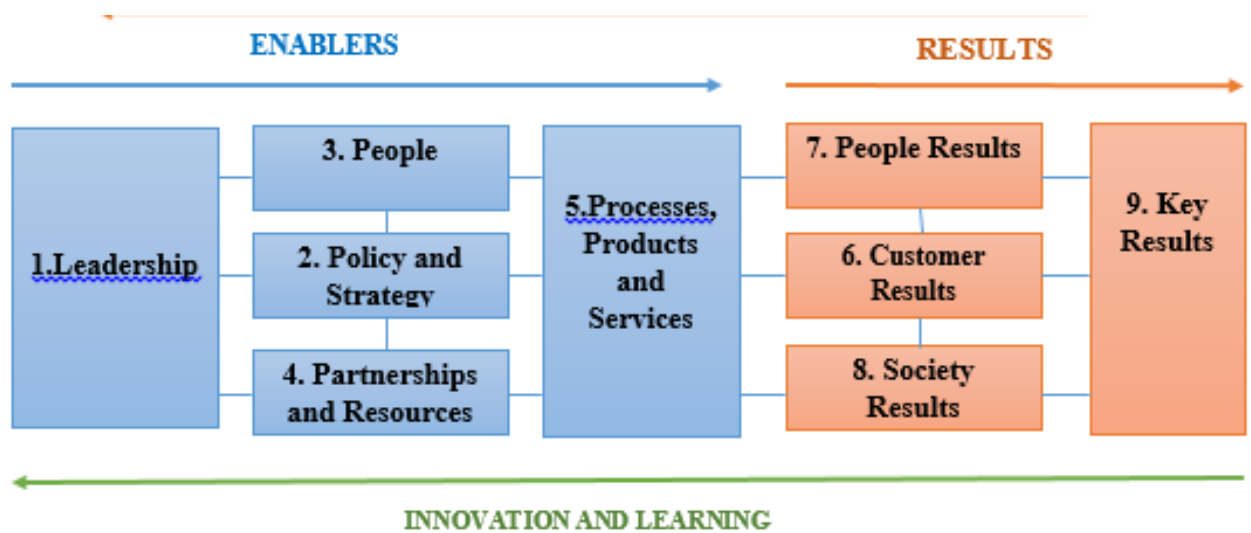 ENABLERS
RESULTS
1.Leadership
3. People
2. Policy and
Strategy
4. Partnerships
and Resources
5.Processes,
Products
and
Services
7. People Results
6. Customer
Results
8. Society
Results
9. Key
Results
INNOVATION AND LEARNING